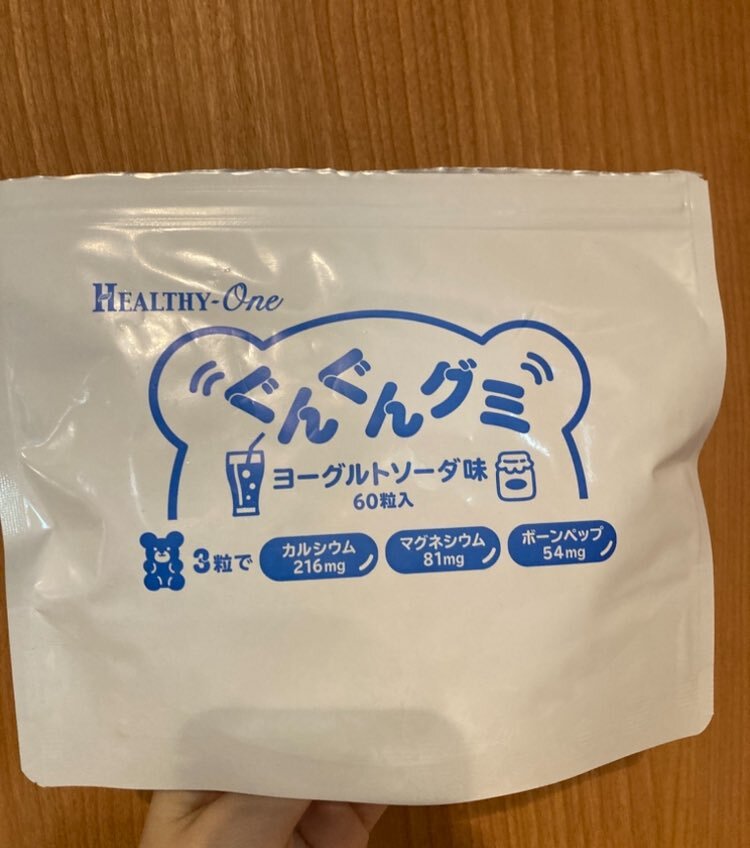 HEALTHY-One
ぐんぐんグミ
ヨーグルトソーダ味
60粒入
3粒で
カルシウム
216mg
マグネシウム
81mg
ボーンペップ
54mg